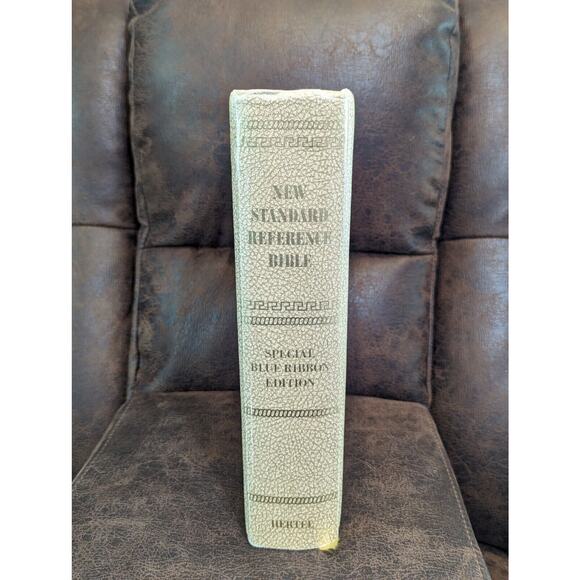 NEW
STANDARD
REFERENCE
BIBLE
SPECIAL
BLUE RIBBON
EDITION
HERTEL